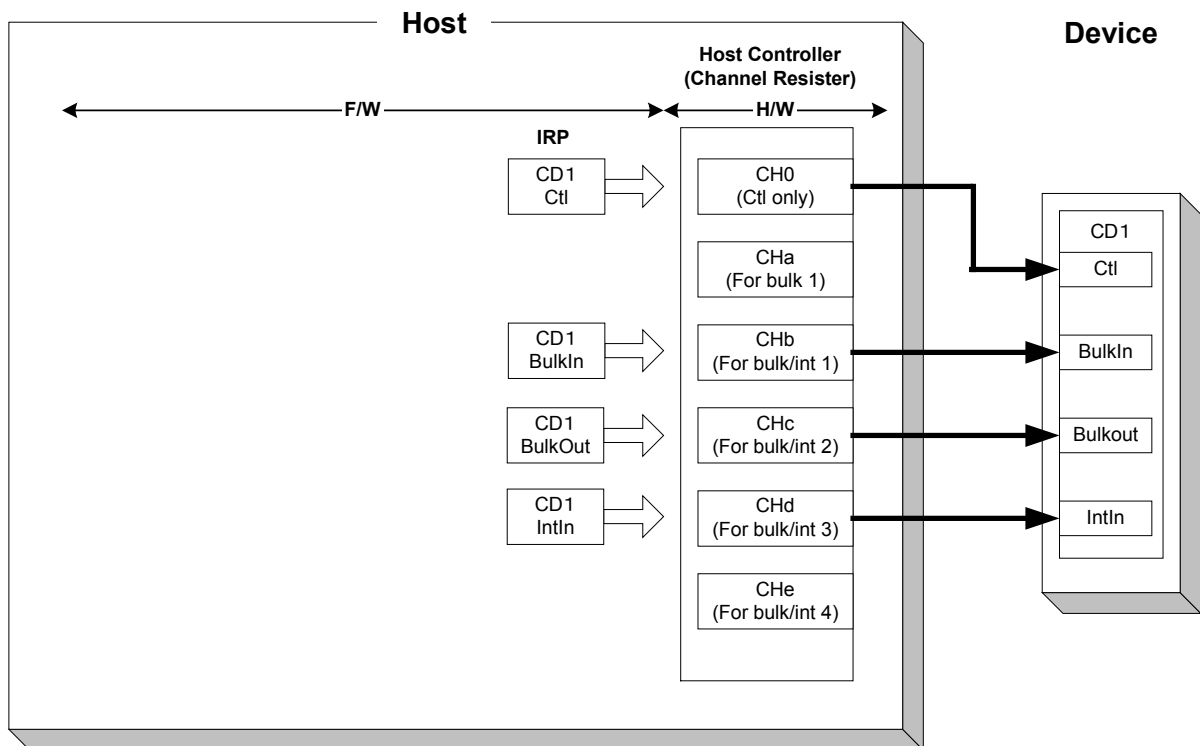 Host
Device
Host Controller
(Channel Resister)
F/W
H/W
IRP
CD1
Ctl
CH0
(Ctl only)
CHa
(For bulk 1)
CD1
BulkIn
CHb
(For bulk/int 1)
CD1
BulkOut
CHc
(For bulk/int 2)
CD1
IntIn
CHd
(For bulk/int 3)
CHe
(For bulk/int 4)
CD1
Ctl
BulkIn
Bulkout
IntIn